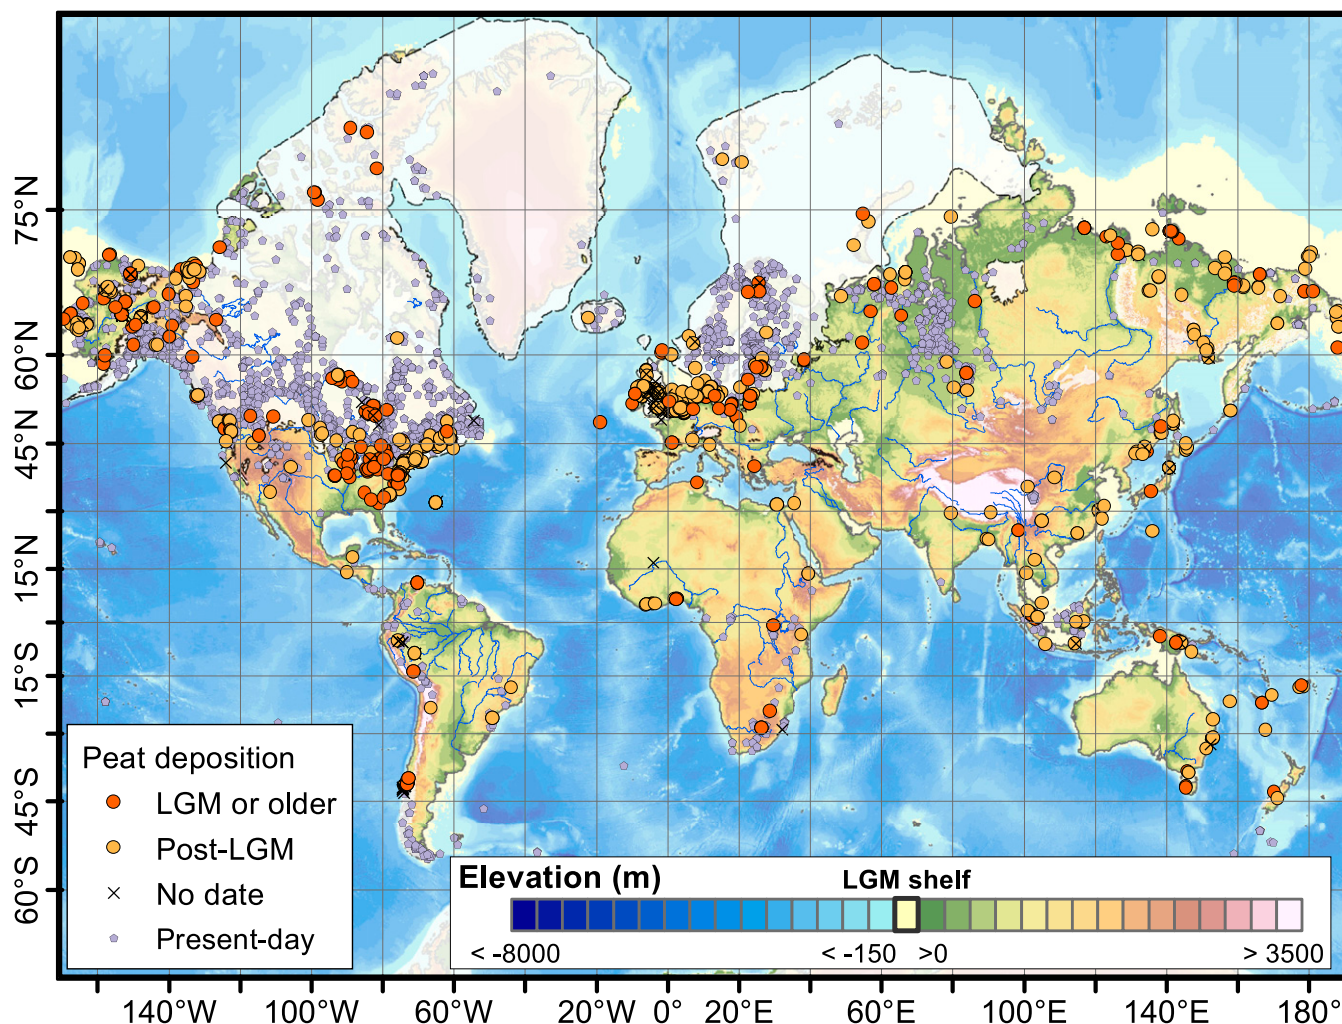 75°N
60°N
45°N
15°N
15°S
45°S
60°S
Peat deposition
LGM or older
Post-LGM
No date
Present-day
Elevation (m)
LGM shelf
< -8000
< -150
>0
> 3500
140°W
100°W
60°W
20°W
0°
20°E
60°E
100°E
140°E
180°